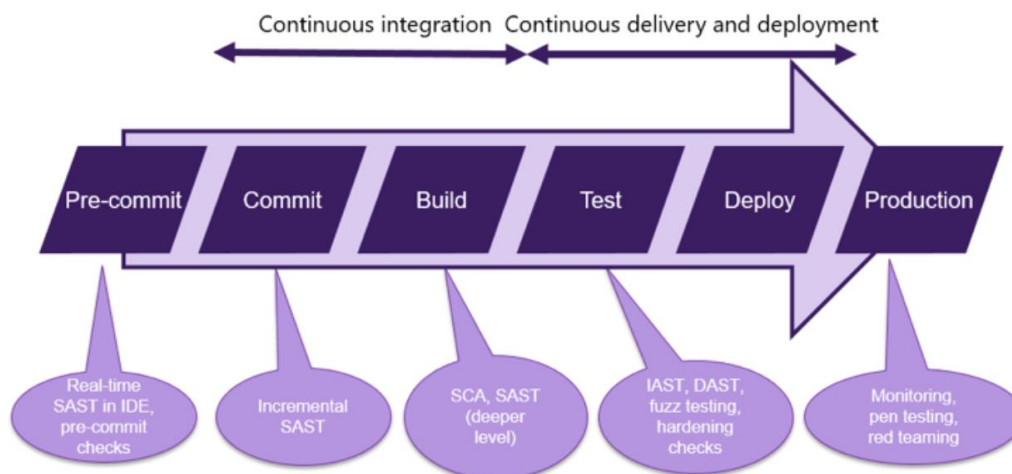 Continuous integration
Continuous delivery and deployment
Pre-commit
Commit
Build
Test
Deploy
Production
Real-time
SAST in IDE,
pre-commit
checks
Incremental
SAST
SCA, SAST
(deeper
level)
IAST, DAST,
fuzz testing,
hardening
checks
Monitoring,
pen testing,
red teaming